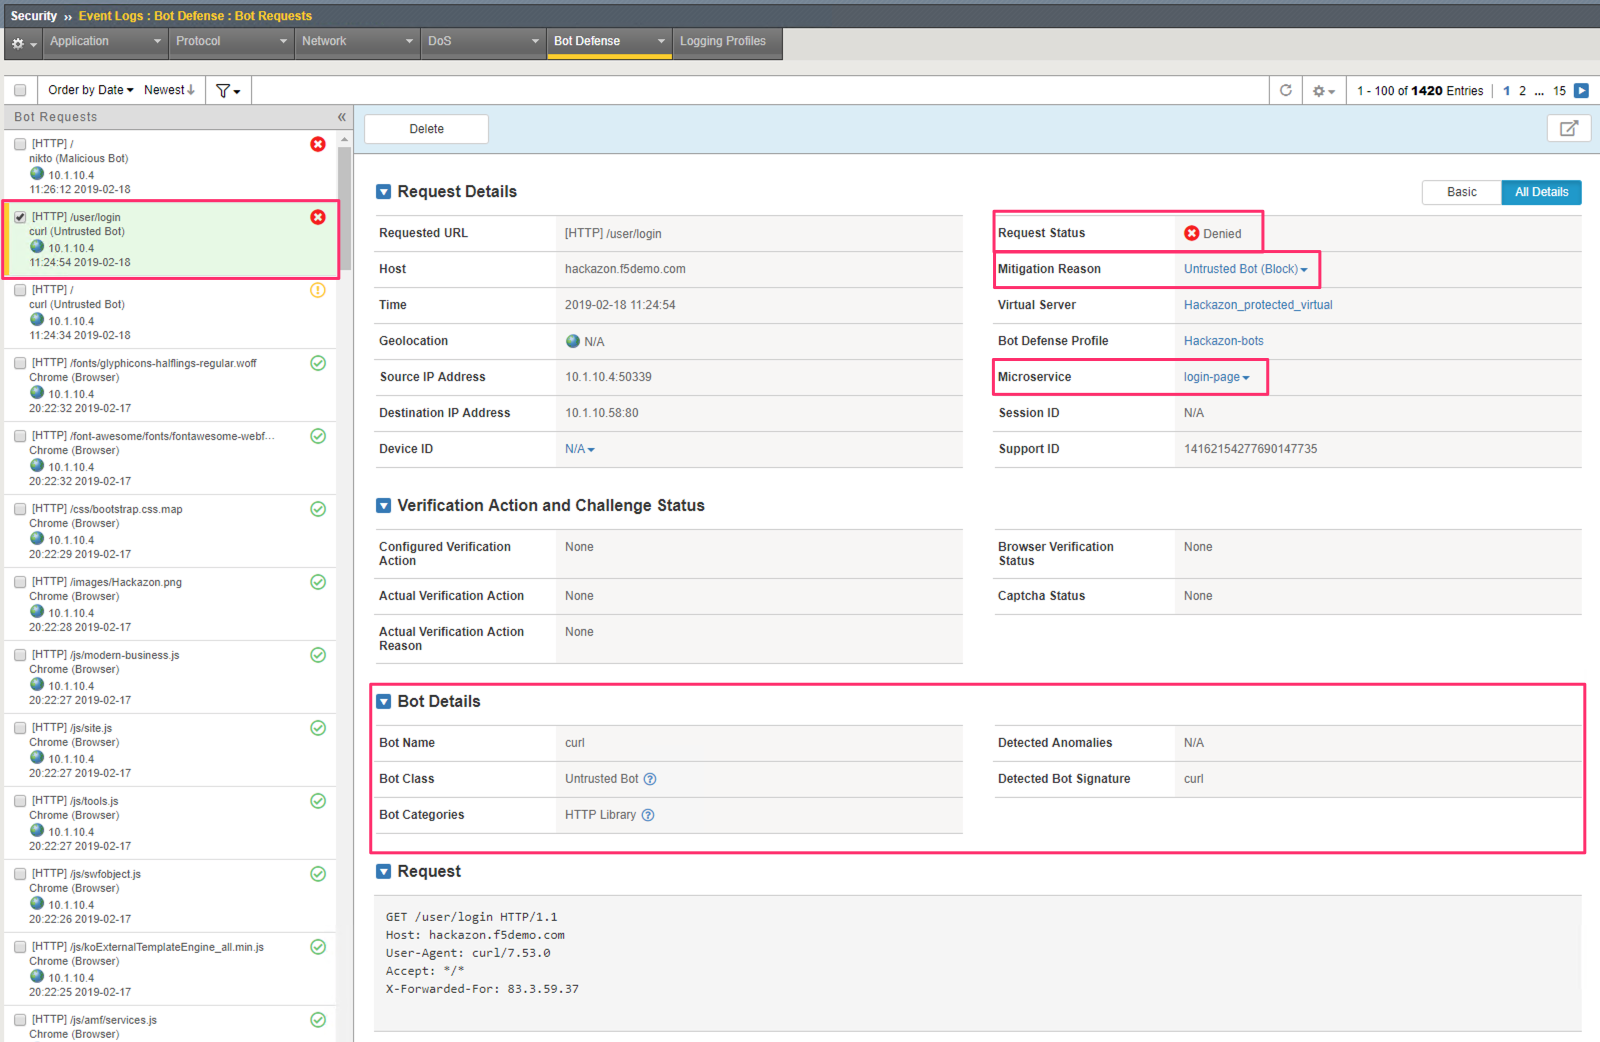 Security ›› Event Logs : Bot Defense : Bot Requests
Application Protocol Network DoS Bot Defense Logging Profiles
Order by Date Newest 1 - 100 of 1420 Entries 1 2 ... 15
Bot Requests «
Delete
[HTTP] /
nikto (Malicious Bot)
10.1.10.4
11:26:12 2019-02-18
[HTTP] /user/login
curl (Untrusted Bot)
10.1.10.4
11:24:54 2019-02-18
[HTTP] /
curl (Untrusted Bot)
10.1.10.4
11:24:34 2019-02-18
[HTTP] /fonts/glyphicons-halflings-regular.woff
Chrome (Browser)
10.1.10.4
20:22:32 2019-02-17
[HTTP] /font-awesome/fonts/fontawesome-webf...
Chrome (Browser)
10.1.10.4
20:22:32 2019-02-17
[HTTP] /css/bootstrap.css.map
Chrome (Browser)
10.1.10.4
20:22:29 2019-02-17
[HTTP] /images/Hackazon.png
Chrome (Browser)
10.1.10.4
20:22:28 2019-02-17
[HTTP] /js/modern-business.js
Chrome (Browser)
10.1.10.4
20:22:27 2019-02-17
[HTTP] /js/site.js
Chrome (Browser)
10.1.10.4
20:22:27 2019-02-17
[HTTP] /js/tools.js
Chrome (Browser)
10.1.10.4
20:22:27 2019-02-17
[HTTP] /js/swfobject.js
Chrome (Browser)
10.1.10.4
20:22:26 2019-02-17
[HTTP] /js/koExternalTemplateEngine_all.min.js
Chrome (Browser)
10.1.10.4
20:22:25 2019-02-17
[HTTP] /js/amf/services.js
Chrome (Browser)
Request Details
Basic All Details
Requested URL [HTTP] /user/login
Host hackazon.f5demo.com
Time 2019-02-18 11:24:54
Geolocation N/A
Source IP Address 10.1.10.4:50339
Destination IP Address 10.1.10.58:80
Device ID N/A
Request Status Denied
Mitigation Reason Untrusted Bot (Block)
Virtual Server Hackazon_protected_virtual
Bot Defense Profile Hackazon-bots
Microservice login-page
Session ID N/A
Support ID 14162154277690147735
Verification Action and Challenge Status
Configured Verification None
Action
Actual Verification Action None
Actual Verification Action None
Reason
Browser Verification None
Status
Captcha Status None
Bot Details
Bot Name curl
Bot Class Untrusted Bot ?
Bot Categories HTTP Library ?
Detected Anomalies N/A
Detected Bot Signature curl
Request
GET /user/login HTTP/1.1
Host: hackazon.f5demo.com
User-Agent: curl/7.53.0
Accept: */*
X-Forwarded-For: 83.3.59.37